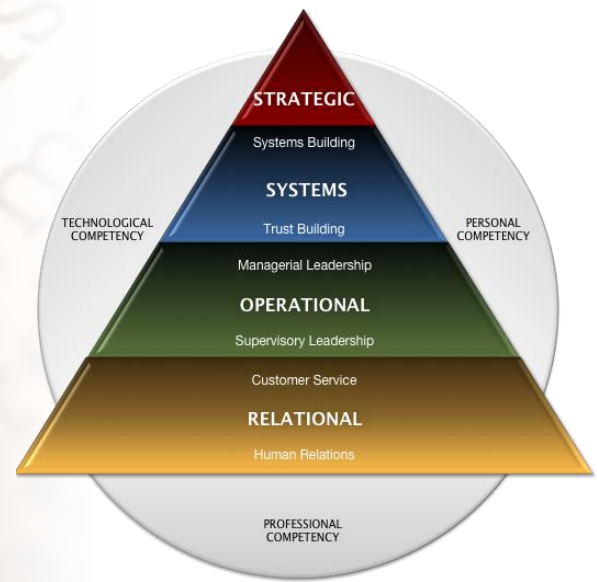 STRATEGIC
Systems Building
SYSTEMS
TECHNOLOGICAL
COMPETENCY
PERSONAL
COMPETENCY
Trust Building
Managerial Leadership
OPERATIONAL
Supervisory Leadership
Customer Service
RELATIONAL
Human Relations
PROFESSIONAL
COMPETENCY